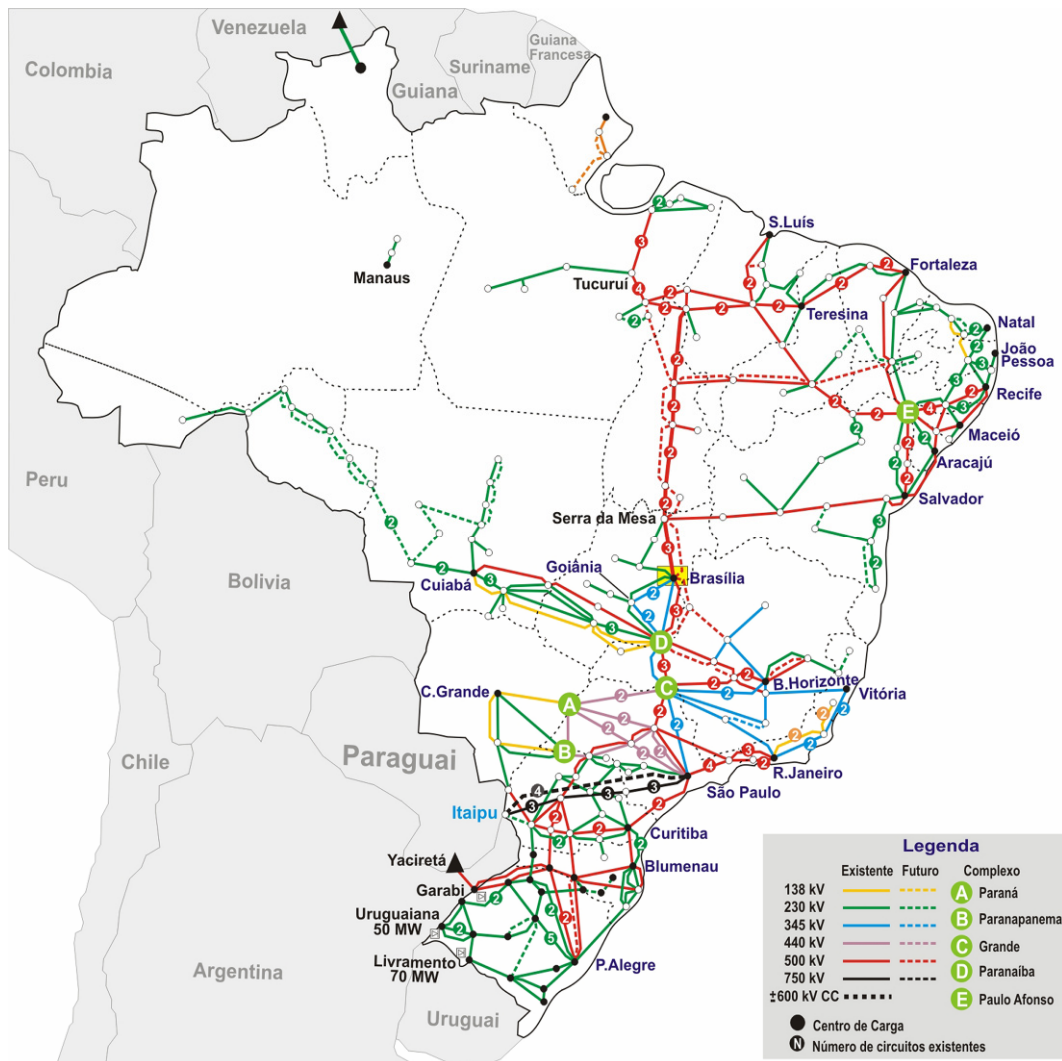 Venezuela
Guiana
Francesa
Colombia
Suriname
Guiana
Manaus
Tucuruí
S.Luís
Fortaleza
Teresina
Natal
João
Pessoa
Recife
Maceió
Aracajú
Salvador
Peru
Serra da Mesa
Bolivia
Cuiabá
Goiânia
Brasília
B.Horizonte
Vitória
C.Grande
R.Janeiro
São Paulo
Chile
Paraguai
Itaipu
Curitiba
Blumenau
Yaciretá
Garabi
Uruguaiana
50 MW
Livramento
70 MW
P.Alegre
Argentina
Uruguai
A
B
C
D
E
Legenda
Existente Futuro Complexo
138 kV A Paraná
230 kV B Paranapanema
345 kV
440 kV C Grande
500 kV D Paranaíba
750 kV
±600 kV CC E Paulo Afonso
Centro de Carga
N Número de circuitos existentes